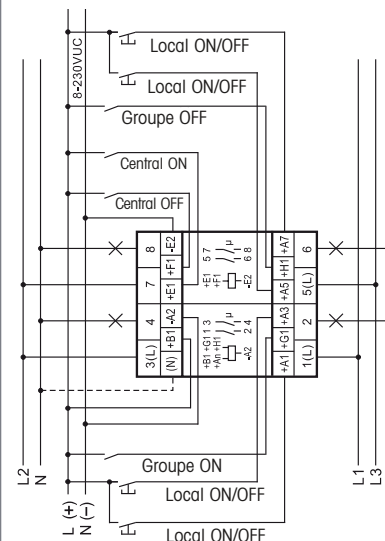 Local ON/OFF
Local ON/OFF
8-230VUC
Groupe OFF
Central ON
Central OFF
8 -E2
+F1
7 +E1
4 -A2
+B1
3(L) (N)
5 7 µ
6 8
+E1
+F1
-E2
1 3 µ
2 4
+B1 +G1
+An +H1
-A2
+A7 6
+H1
+A5 5(L)
+A3 2
+G1
+A1 1(L)
Groupe ON
Local ON/OFF
Local ON/OFF
L2
N
L (+)
N (–)
L1
L3